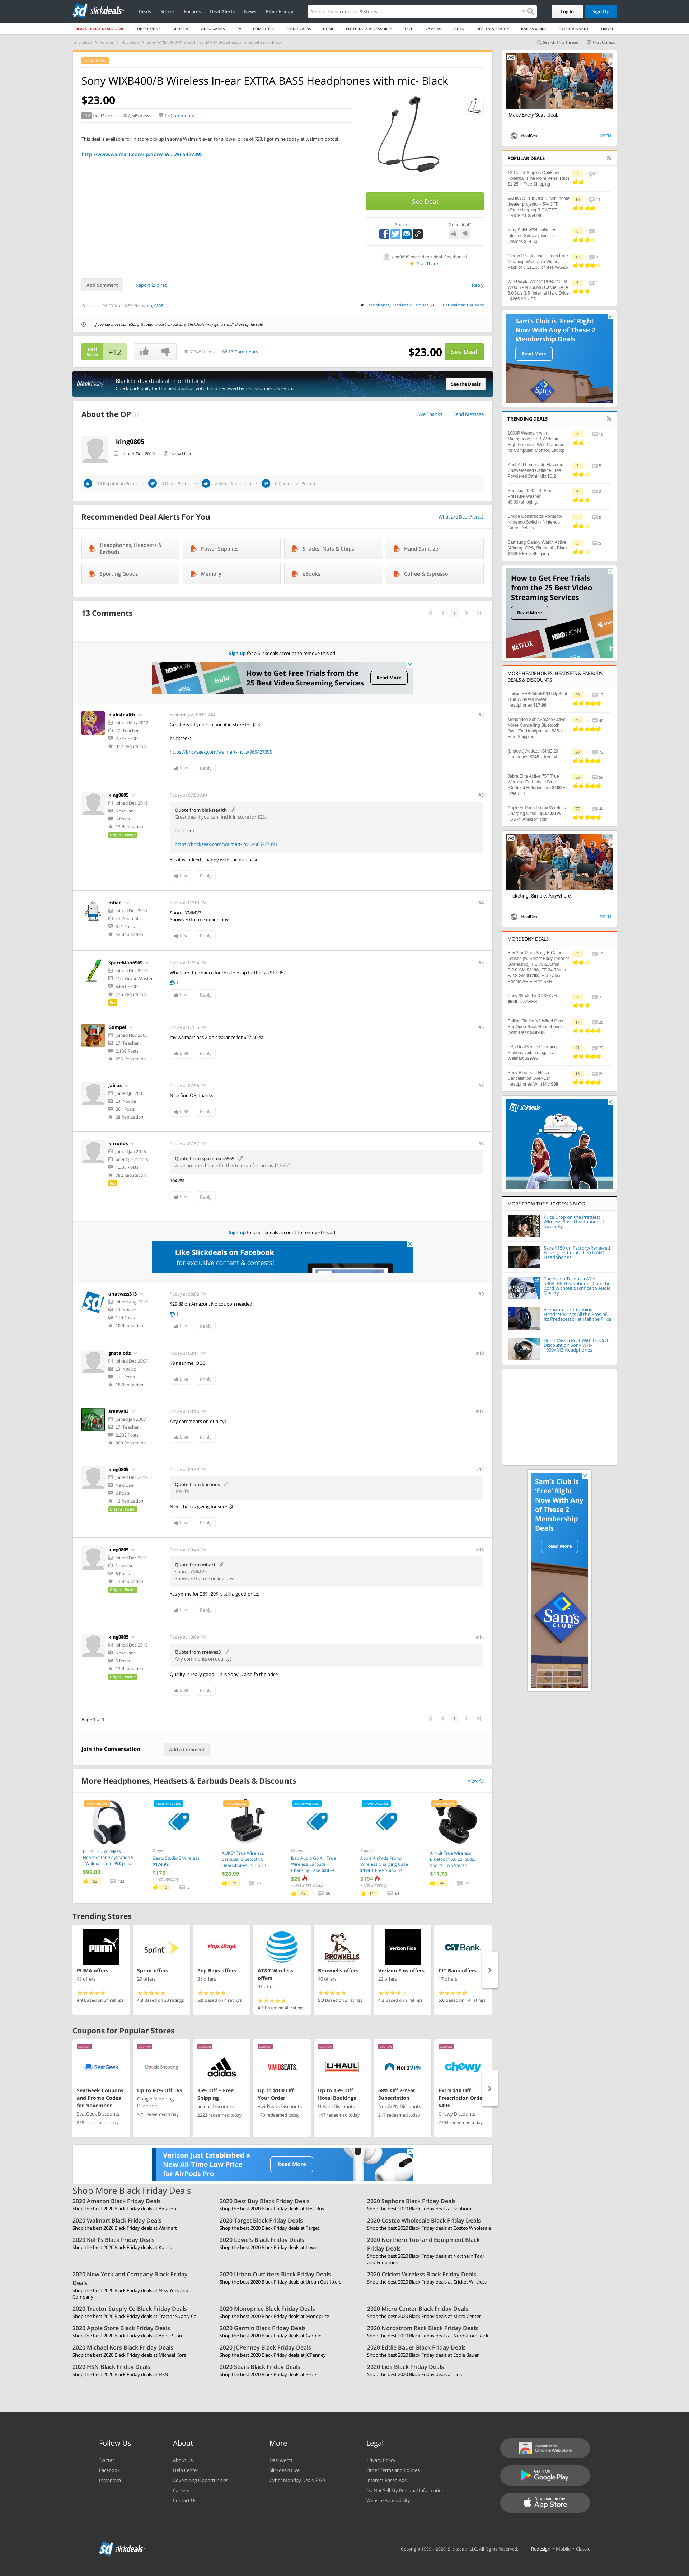 slickdeals
Deals
Stores
Forums
Deal Alerts
News
Black Friday
Search deals, coupons & stores
Log In
Sign Up
BLACK FRIDAY DEALS 2020
TOP COUPONS
GROCERY
VIDEO GAMES
TV
COMPUTERS
CREDIT CARDS
HOME
CLOTHING & ACCESSORIES
TECH
CAMERAS
AUTO
HEALTH & BEAUTY
BABIES & KIDS
ENTERTAINMENT
TRAVEL
Slickdeals > Forums > Hot Deals > Sony WIXB400/B Wireless In-ear EXTRA BASS Headphones with mic- Black
Search This Thread
First Unread
Sony WIXB400/B Wireless In-ear EXTRA BASS Headphones with mic- Black
$23.00
+12 Deal Score
7,345 Views
13 Comments
This deal is available for in store pickup in some Walmart even for a lower price of $23. I got mine today at walmart potosi
http://www.walmart.com/ip/Sony-WI.../965427395
See Deal
Share
Good deal?
king0805 posted this deal. Say thanks!
Give Thanks
Add Comment
Report Expired
Reply
Created 11-08-2020 at 10:56 PM by king0805
in Headphones, Headsets & Earbuds (7)
Get Walmart Coupons
If you purchase something through a post on our site, Slickdeals may get a small share of the sale.
Deal Score
+12
7,345 Views
13 Comments
$23.00
See Deal
blackfriday
Black Friday deals all month long!
Check back daily for the best deals as voted and reviewed by real shoppers like you.
See the Deals
About the OP
Give Thanks
Send Message
king0805
Joined Dec 2019
New User
13 Reputation Points
0 Deals Posted
2 Votes Submitted
6 Comments Posted
Recommended Deal Alerts For You
What are Deal Alerts?
Headphones, Headsets & Earbuds
Power Supplies
Snacks, Nuts & Chips
Hand Sanitizer
Sporting Goods
Memory
eBooks
Coffee & Espresso
13 Comments
1
Sign up for a Slickdeals account to remove this ad.
HBO NOW
hulu
How to Get Free Trials from the 25 Best Video Streaming Services
Read More
blakstealth
Joined May 2012
L7: Teacher
2,343 Posts
312 Reputation
Yesterday at 08:01 AM
#2
Great deal if you can find it in store for $23.
brickseek:
https://brickseek.com/walmart-inv...=965427395
Like
Reply
king0805
Joined Dec 2019
New User
6 Posts
13 Reputation
Original Poster
Today at 07:53 AM
#3
Quote from blakstealth
Great deal if you can find it in store for $23.
brickseek:
https://brickseek.com/walmart-inv...=965427395
Yes it is indeed... happy with the purchase
Like
Reply
mbaci
Joined Dec 2017
L4: Apprentice
311 Posts
42 Reputation
Today at 07:18 PM
#4
Sooo... YMMV?
Shows 30 for me online btw
Like
Reply
SpaceMan6969
Joined Dec 2015
L10: Grand Master
6,661 Posts
776 Reputation
Pro
Today at 07:24 PM
#5
What are the chance for this to drop further as $13.95?
1
Like
Reply
Gompei
Joined Nov 2008
L7: Teacher
2,139 Posts
255 Reputation
Today at 07:35 PM
#6
my walmart has 2 on clearance for $27.50 ea.
Like
Reply
Jairus
Joined Jul 2003
L3: Novice
261 Posts
28 Reputation
Today at 07:56 PM
#7
Nice find OP, thanks.
Like
Reply
khronos
Joined Jan 2015
peeing outdoors
1,305 Posts
782 Reputation
Pro
Today at 07:57 PM
#8
Quote from spaceman6969
what are the chance for this to drop further as $13.95?
104.8%
Like
Reply
Sign up for a Slickdeals account to remove this ad.
Like Slickdeals on Facebook
for exclusive content & contests!
anatvass313
Joined Aug 2016
L3: Novice
119 Posts
10 Reputation
Today at 08:02 PM
#9
$29.88 on Amazon. No coupon needed.
1
Like
Reply
gnstalodz
Joined Dec 2007
L3: Novice
111 Posts
18 Reputation
Today at 08:11 PM
#10
$9 near me. OOS
Like
Reply
sreeves3
Joined Jan 2007
L7: Teacher
2,232 Posts
900 Reputation
Today at 09:15 PM
#11
Any comments on quality?
Like
Reply
king0805
Joined Dec 2019
New User
6 Posts
13 Reputation
Original Poster
Today at 09:59 PM
#12
Quote from khronos
104.8%
Next thanks giving for sure
Like
Reply
king0805
Joined Dec 2019
New User
6 Posts
13 Reputation
Original Poster
#13
Quote from mbaci
Sooo... YMMV?
Shows 30 for me online btw
Yes ymmv for 23$ . 29$ is still a good price.
Like
Reply
king0805
Joined Dec 2019
New User
6 Posts
13 Reputation
Original Poster
Today at 10:00 PM
#14
Quote from sreeves3
Any comments on quality?
Quality is really good ... it is Sony ... also fo the price
Like
Reply
Page 1 of 1
1
Join the Conversation
Add a Comment
More Headphones, Headsets & Earbuds Deals & Discounts
View All
PULSE 3D Wireless Headset for PlayStation 5 - Walmart.com 99$ pick...
$99.00
Target
Beats Studio 3 Wireless $174.99
$175
+ Free Shipping
AUKEY True Wireless Earbuds, Bluetooth 5 Headphones 35 Hours...
$20.99
Walmart
JLab Audio Go Air True Wireless Earbuds + Charging Case $20
$20
+ Free Store Pickup
Staples
Apple AirPods Pro w/ Wireless Charging Case $194 + Free Shipping...
$194
+ Free Shipping
Anklet True Wireless Bluetooth 5.0 Earbuds, Sports TWS Stereo...
$11.70
Trending Stores
PUMA offers
43 offers
4.9 Based on 34 ratings
Sprint offers
29 offers
4.8 Based on 33 ratings
Pep Boys offers
31 offers
5.0 Based on 4 ratings
AT&T Wireless offers
41 offers
4.9 Based on 40 ratings
Brownells offers
40 offers
5.0 Based on 3 ratings
Verizon Fios offers
22 offers
4.3 Based on 9 ratings
CIT Bank offers
17 offers
5.0 Based on 14 ratings
Coupons for Popular Stores
SeatGeek Coupons and Promo Codes for November
SeatGeek Discounts
259 redeemed today
Up to 60% Off TVs
Google Shopping Discounts
925 redeemed today
15% Off + Free Shipping
adidas Discounts
2223 redeemed today
Up to $100 Off Your Order
VividSeats Discounts
170 redeemed today
Up to 15% Off Hotel Bookings
U-Haul Discounts
147 redeemed today
68% Off 2-Year Subscription
NordVPN Discounts
217 redeemed today
Extra $10 Off Prescription Orde $49+
Chewy Discounts
2704 redeemed today
Verizon Just Established a New All-Time Low Price for AirPods Pro
Read More
Shop More Black Friday Deals
2020 Amazon Black Friday Deals
Shop the best 2020 Black Friday deals at Amazon
2020 Best Buy Black Friday Deals
Shop the best 2020 Black Friday deals at Best Buy
2020 Sephora Black Friday Deals
Shop the best 2020 Black Friday deals at Sephora
2020 Walmart Black Friday Deals
Shop the best 2020 Black Friday deals at Walmart
2020 Target Black Friday Deals
Shop the best 2020 Black Friday deals at Target
2020 Costco Wholesale Black Friday Deals
Shop the best 2020 Black Friday deals at Costco Wholesale
2020 Kohl's Black Friday Deals
Shop the best 2020 Black Friday deals at Kohl's
2020 Lowe's Black Friday Deals
Shop the best 2020 Black Friday deals at Lowe's
2020 Northern Tool and Equipment Black Friday Deals
Shop the best 2020 Black Friday deals at Northern Tool and Equipment
2020 New York and Company Black Friday Deals
Shop the best 2020 Black Friday deals at New York and Company
2020 Urban Outfitters Black Friday Deals
Shop the best 2020 Black Friday deals at Urban Outfitters
2020 Cricket Wireless Black Friday Deals
Shop the best 2020 Black Friday deals at Cricket Wireless
2020 Tractor Supply Co Black Friday Deals
Shop the best 2020 Black Friday deals at Tractor Supply Co
2020 Monoprice Black Friday Deals
Shop the best 2020 Black Friday deals at Monoprice
2020 Micro Center Black Friday Deals
Shop the best 2020 Black Friday deals at Micro Center
2020 Apple Store Black Friday Deals
Shop the best 2020 Black Friday deals at Apple Store
2020 Garmin Black Friday Deals
Shop the best 2020 Black Friday deals at Garmin
2020 Nordstrom Rack Black Friday Deals
Shop the best 2020 Black Friday deals at Nordstrom Rack
2020 Michael Kors Black Friday Deals
Shop the best 2020 Black Friday deals at Michael Kors
2020 JCPenney Black Friday Deals
Shop the best 2020 Black Friday deals at JCPenney
2020 Eddie Bauer Black Friday Deals
Shop the best 2020 Black Friday deals at Eddie Bauer
2020 HSN Black Friday Deals
Shop the best 2020 Black Friday deals at HSN
2020 Sears Black Friday Deals
Shop the best 2020 Black Friday deals at Sears
2020 Lids Black Friday Deals
Shop the best 2020 Black Friday deals at Lids
Make Every Seat Ideal.
IdealSeat
OPEN
POPULAR DEALS
12-Count Staples OptiFlow Rollerball Fine Point Pens (Red) $1.25 + Free Shipping
VANKYO LEISURE 3 Mini home theater projector 45% OFF +Free shipping (LOWEST PRICE AT $54.99)
KeepSolid VPN Unlimited: Lifetime Subscription - 5 Devices $14.50
Clorox Disinfecting Bleach Free Cleaning Wipes, 75 Wipes, Pack of 3 $11.37 or less w/S&S
WD Purple WD121PURZ 12TB 7200 RPM 256MB Cache SATA 6.0Gb/s 3.5" Internal Hard Drive - $265.99 + FS
Sam's Club is 'Free' Right Now With Any of These 2 Membership Deals
Read More
TRENDING DEALS
1080P Webcam with Microphone, USB Webcam, High Definition Web Cameras for Computer, Monitor, Laptop
Kool-Aid Lemonade Flavored Unsweetened Caffeine Free Powdered Drink Mix $0.2
Sun Joe 2000-PSI Elec. Pressure Washer 49.98+shipping
Bridge Constructor Portal for Nintendo Switch - Nintendo Game Details
Samsung Galaxy Watch Active (40mm), GPS, Bluetooth, Black $139 + Free Shipping
How to Get Free Trials from the 25 Best Video Streaming Services
Read More
MORE HEADPHONES, HEADSETS & EARBUDS DEALS & DISCOUNTS
Philips SHB2505BK/00 UpBeat True Wireless In-ear Headphones $17.99
Monoprice SonicSolace Active Noise Cancelling Bluetooth Over Ear Headphones $25 + Free Shipping
(b-stock) Audeze ISINE 20 Earphones $249 + free s/h
Jabra Elite Active 75T True Wireless Earbuds in Blue (Certified Refurbished) $100 + Free S/H
Apple AirPods Pro w/ Wireless Charging Case - $194.00 w/ FSS @ Amazon.com
Ticketing. Simple. Anywhere.
IdealSeat
OPEN
MORE SONY DEALS
Buy 2 or More Sony E Camera Lenses (w/ Select Body Proof of Ownership): FE 70-200mm F/2.8 GM $2198, FE 24-70mm F/2.8 GM $1798, More after Rebate AR + Free S&H
Sony 65 4K TV KD65X750H $549 at AAFES
Philips Fidelio X3 Wired Over-Ear Open-Back Headphones (With Deal: $199.00
PS5 DualSense Charging Station available again at Walmart $29.96
Sony Bluetooth Noise Cancellation Over-Ear Headphones With Mic $88
slickdeals
MORE FROM THE SLICKDEALS BLOG
Price Drop on the Prettiest Wireless Bose Headphones I Swear By
Save $150 on Factory-Renewed Bose QuietComfort 35 II ANC Headphones
The Audio Technica ATH-SR30BTBK Headphones Cuts the Cord Without Sacrifice to Audio Quality
Alienware's 7.1 Gaming Headset Brings All the Pros of Its Predecessor at Half the Price
Don't Miss a Beat With this $70 Discount on Sony WH-1000XM3 Headphones
Sam's Club is 'Free' Right Now With Any of These 2 Membership Deals
Read More
Sam's CLUB
Follow Us
Twitter
Facebook
Instagram
About
About Us
Help Center
Advertising Opportunities
Careers
Contact Us
More
Deal Alerts
Slickdeals Live
Cyber Monday Deals 2020
Legal
Privacy Policy
Other Terms and Policies
Interest-Based Ads
Do Not Sell My Personal Information
Website Accessibility
Available in the Chrome Web Store
GET IT ON Google Play
Download on the App Store
slickdeals
Copyright 1999 - 2020. Slickdeals, LLC. All Rights Reserved.
Redesign • Mobile • Classic